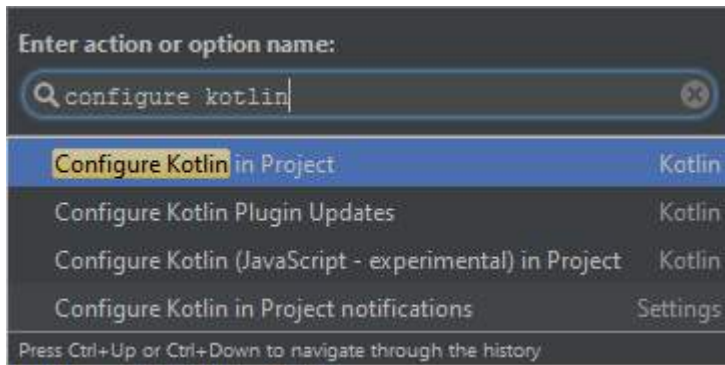 Enter action or option name:
configure kotlin
Configure Kotlin in Project Kotlin
Configure Kotlin Plugin Updates Kotlin
Configure Kotlin (JavaScript - experimental) in Project Kotlin
Configure Kotlin in Project notifications Settings
Press Ctrl+Up or Ctrl+Down to navigate through the history